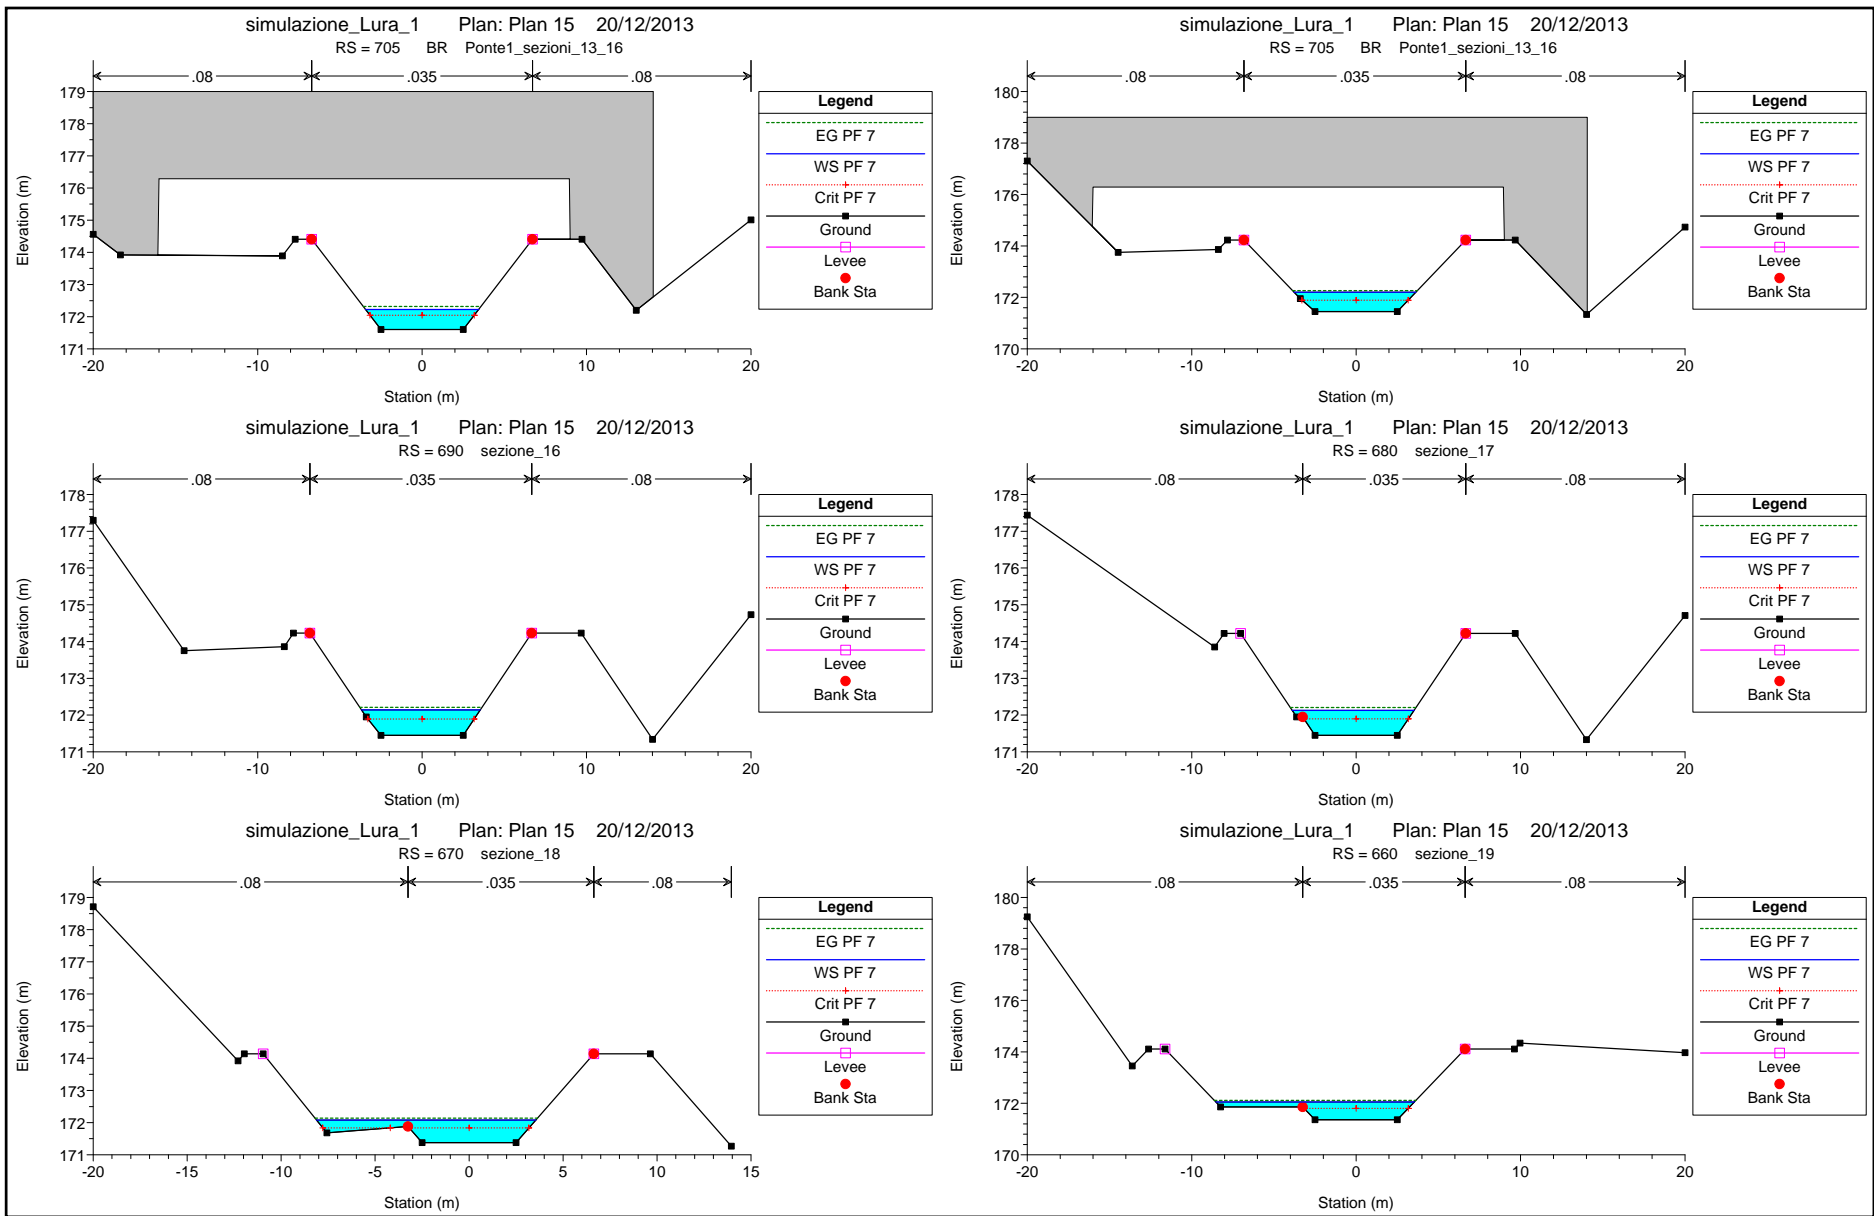 simulazione_Lura_1 Plan: Plan 15 20/12/2013
RS = 705 BR Ponte1_sezioni_13_16
.08 .035 .08
179
178
177
176
175
174
173
172
171
Elevation (m)
-20 -10 0 10 20
Station (m)
Legend
EG PF 7
WS PF 7
Crit PF 7
Ground
Levee
Bank Sta
simulazione_Lura_1 Plan: Plan 15 20/12/2013
RS = 705 BR Ponte1_sezioni_13_16
.08 .035 .08
180
178
176
174
172
170
Elevation (m)
-20 -10 0 10 20
Station (m)
Legend
EG PF 7
WS PF 7
Crit PF 7
Ground
Levee
Bank Sta
simulazione_Lura_1 Plan: Plan 15 20/12/2013
RS = 690 sezione_16
.08 .035 .08
178
177
176
175
174
173
172
171
Elevation (m)
-20 -10 0 10 20
Station (m)
Legend
EG PF 7
WS PF 7
Crit PF 7
Ground
Levee
Bank Sta
simulazione_Lura_1 Plan: Plan 15 20/12/2013
RS = 680 sezione_17
.08 .035 .08
178
177
176
175
174
173
172
171
Elevation (m)
-20 -10 0 10 20
Station (m)
Legend
EG PF 7
WS PF 7
Crit PF 7
Ground
Levee
Bank Sta
simulazione_Lura_1 Plan: Plan 15 20/12/2013
RS = 670 sezione_18
.08 .035 .08
179
178
177
176
175
174
173
172
171
Elevation (m)
-20 -15 -10 -5 0 5 10 15
Station (m)
Legend
EG PF 7
WS PF 7
Crit PF 7
Ground
Levee
Bank Sta
simulazione_Lura_1 Plan: Plan 15 20/12/2013
RS = 660 sezione_19
.08 .035 .08
180
178
176
174
172
170
Elevation (m)
-20 -10 0 10 20
Station (m)
Legend
EG PF 7
WS PF 7
Crit PF 7
Ground
Levee
Bank Sta